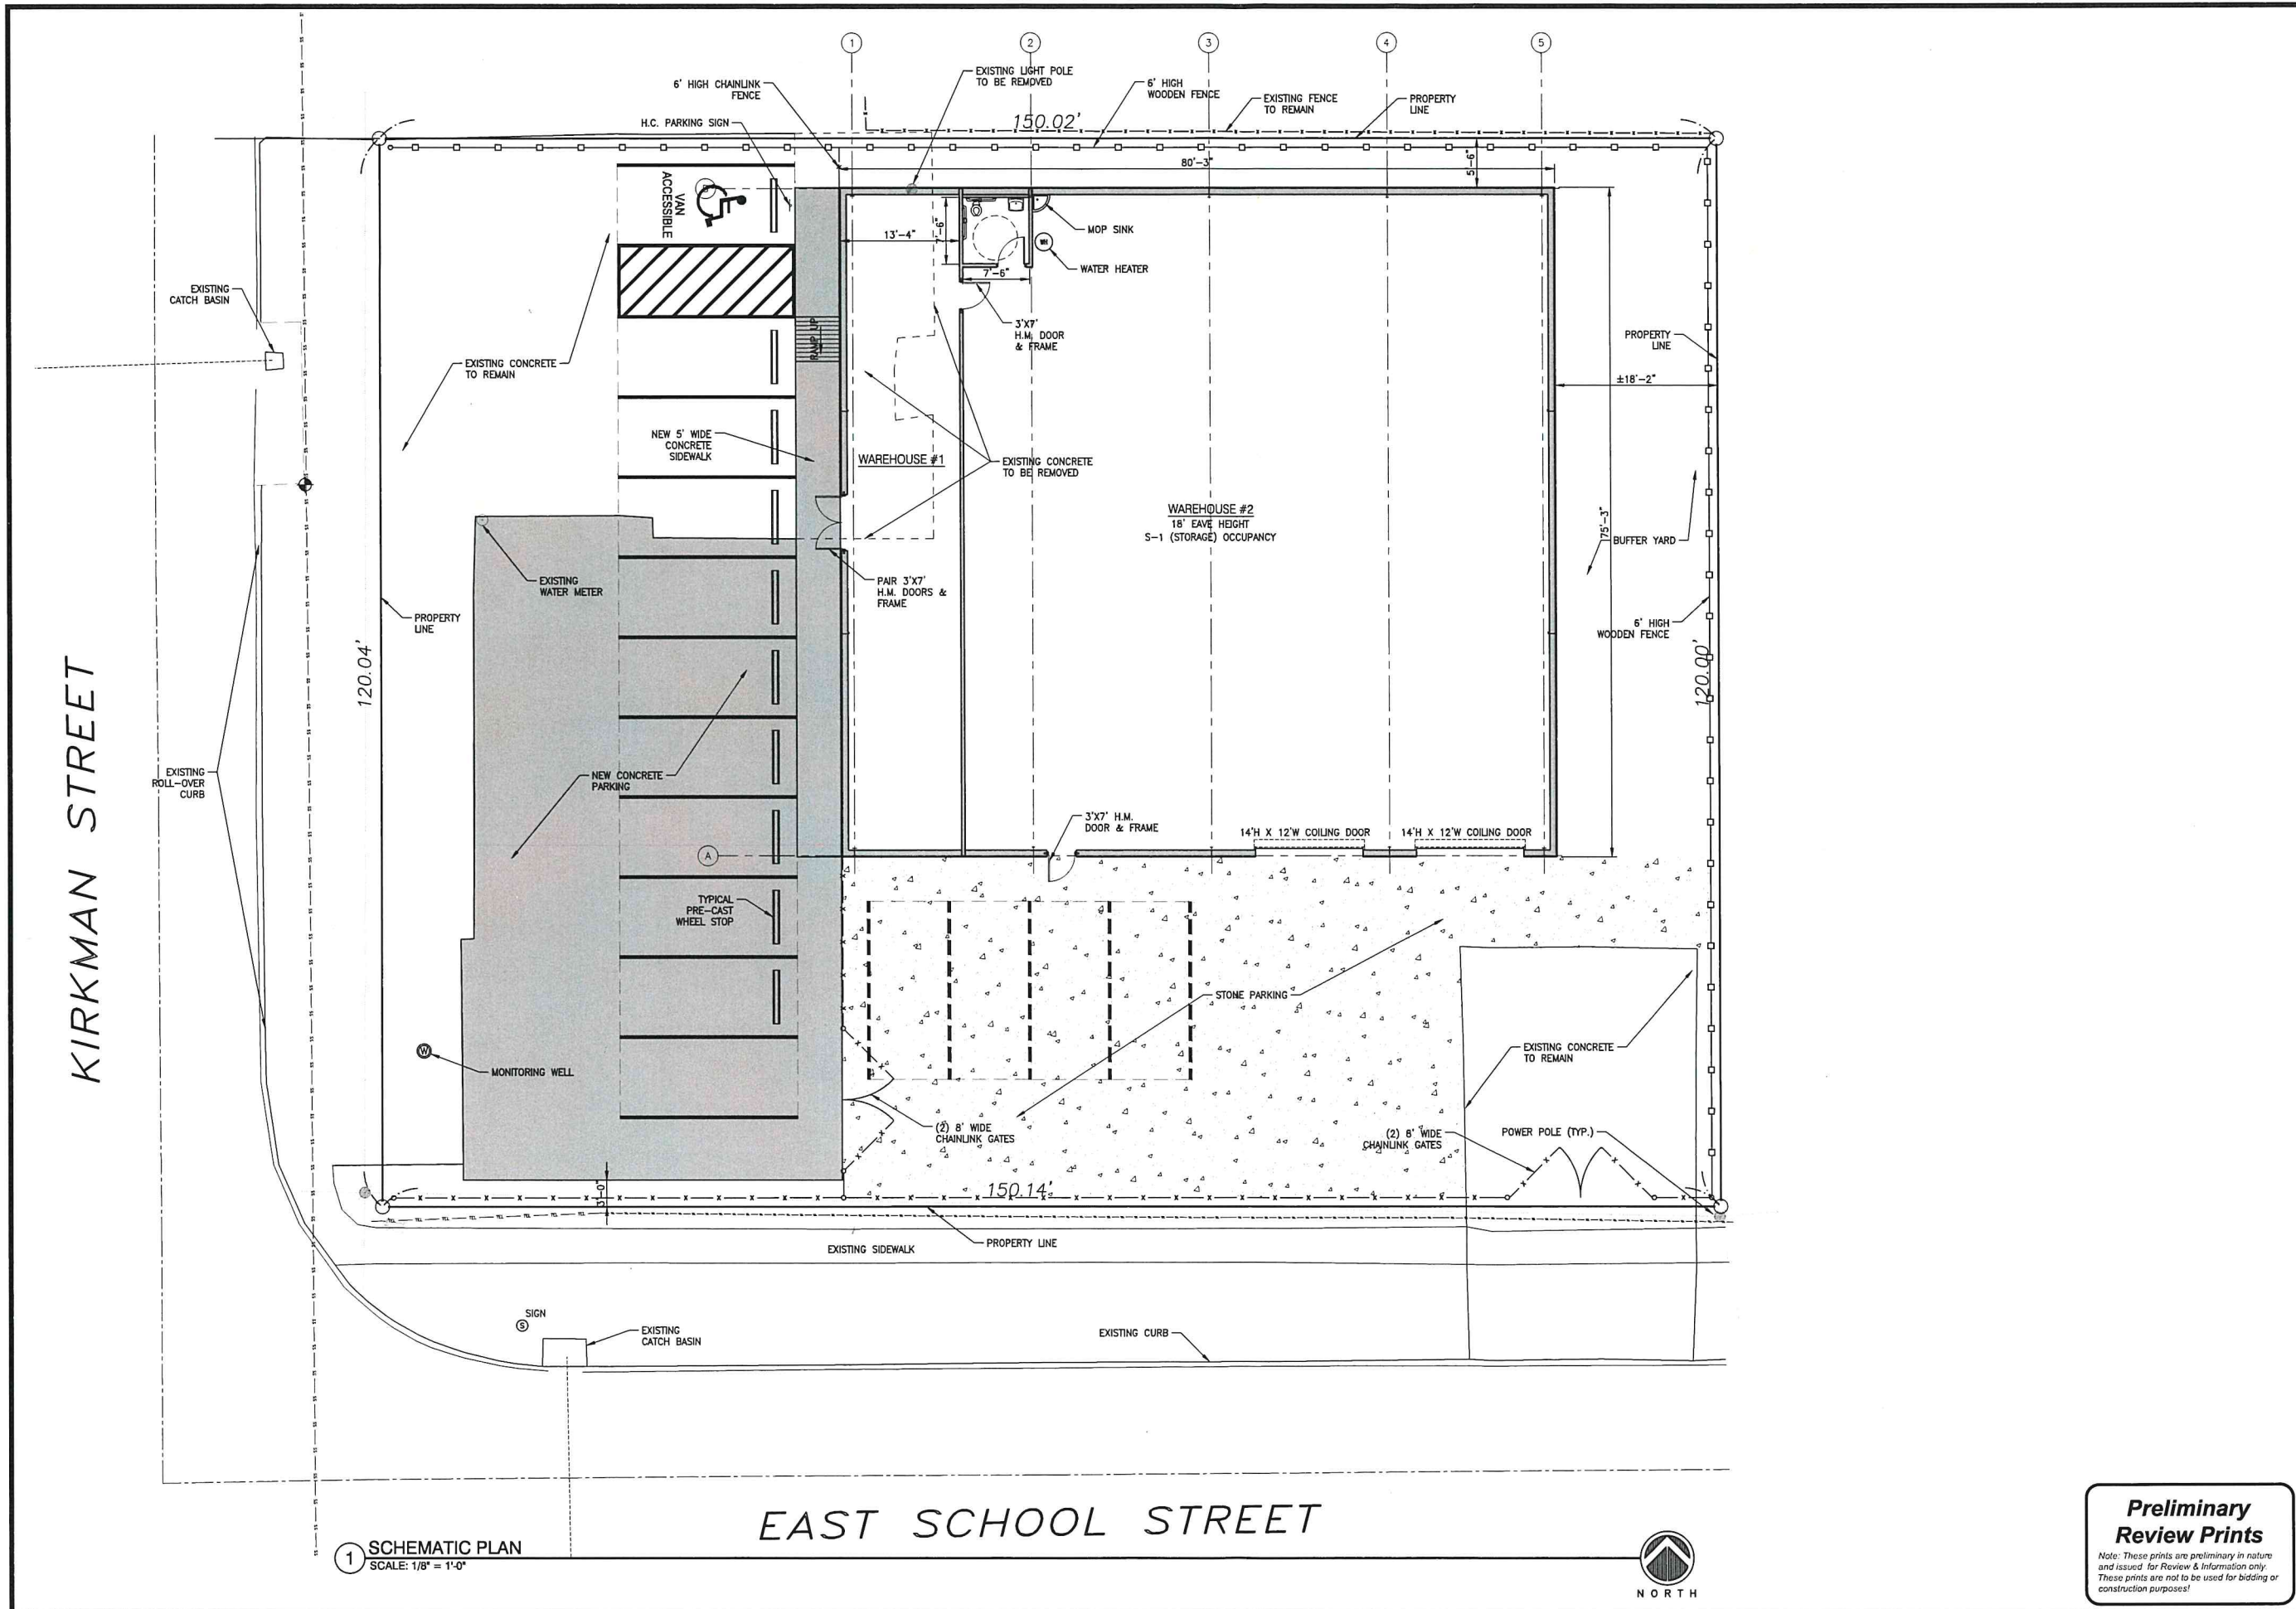 1
2
3
4
5
6' HIGH CHAINLINK
FENCE
EXISTING LIGHT POLE
TO BE REMOVED
6' HIGH
WOODEN FENCE
EXISTING FENCE
TO REMAIN
PROPERTY
LINE
H.C. PARKING SIGN
150.02'
80'-3"
5'-6"
VAN
ACCESSIBLE
13'-4"
7'-6"
7'-6"
MOP SINK
WH
WATER HEATER
EXISTING
CATCH BASIN
EXISTING CONCRETE
TO REMAIN
RAMP UP
3'X7'
H.M. DOOR
& FRAME
PROPERTY
LINE
±18'-2"
NEW 5' WIDE
CONCRETE
SIDEWALK
WAREHOUSE #1
EXISTING CONCRETE
TO BE REMOVED
WAREHOUSE #2
18' EAVE HEIGHT
S-1 (STORAGE) OCCUPANCY
75'-3"
BUFFER YARD
EXISTING
WATER METER
PAIR 3'X7'
H.M. DOORS &
FRAME
PROPERTY
LINE
120.04'
6' HIGH
WOODEN FENCE
120.00'
KIRKMAN STREET
EXISTING
ROLL-OVER
CURB
NEW CONCRETE
PARKING
3'X7' H.M.
DOOR & FRAME
14'H X 12'W COILING DOOR
14'H X 12'W COILING DOOR
A
TYPICAL
PRE-CAST
WHEEL STOP
STONE PARKING
EXISTING CONCRETE
TO REMAIN
W
MONITORING WELL
(2) 8' WIDE
CHAINLINK GATES
(2) 8' WIDE
CHAINLINK GATES
POWER POLE (TYP.)
3'-0"
150.14'
EXISTING SIDEWALK
PROPERTY LINE
SIGN
S
EXISTING
CATCH BASIN
EXISTING CURB
EAST SCHOOL STREET
1
SCHEMATIC PLAN
SCALE: 1/8" = 1'-0"
NORTH
Preliminary
Review Prints
Note: These prints are preliminary in nature
and issued for Review & Information only.
These prints are not to be used for bidding or
construction purposes!